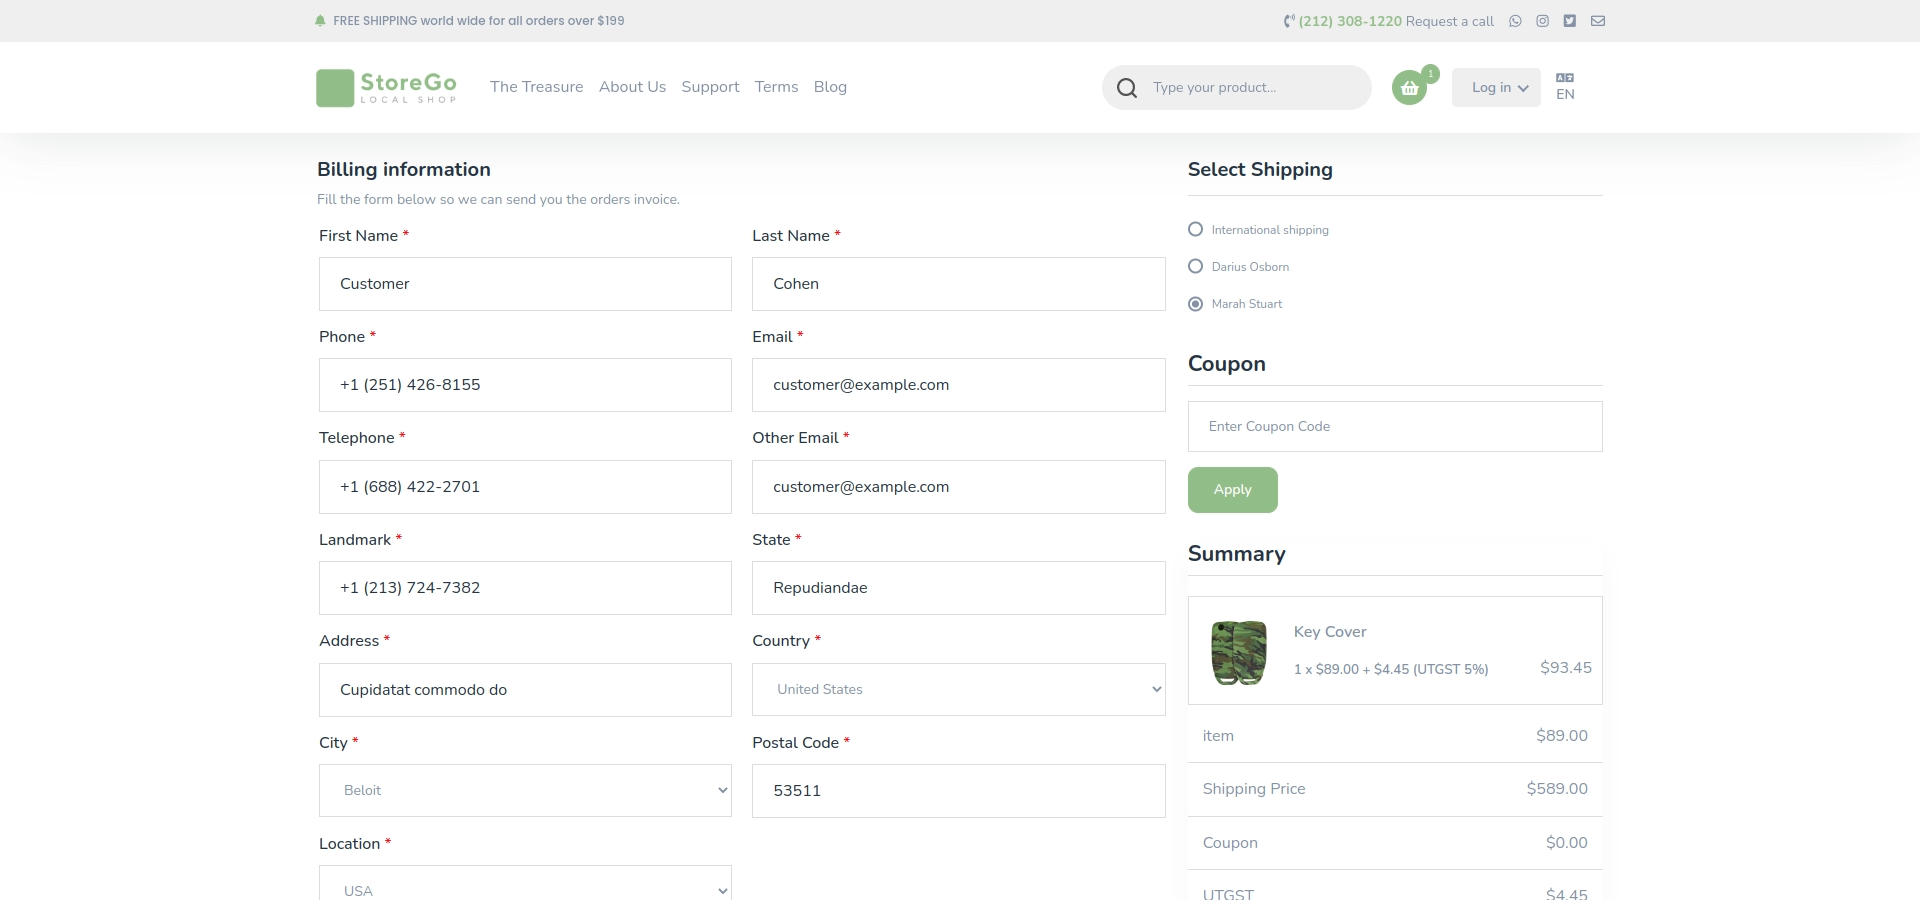 FREE SHIPPING world wide for all orders over $199
(212) 308-1220 Request a call
StoreGo
LOCAL SHOP
The Treasure About Us Support Terms Blog
Type your product...
1
Log in
EN
Billing information
Fill the form below so we can send you the orders invoice.
First Name *
Last Name *
Customer
Cohen
Phone *
Email *
+1 (251) 426-8155
customer@example.com
Telephone *
Other Email *
+1 (688) 422-2701
customer@example.com
Landmark *
State *
+1 (213) 724-7382
Repudiandae
Address *
Country *
Cupidatat commodo do
United States
City *
Postal Code *
Beloit
53511
Location *
USA
Select Shipping
International shipping
Darius Osborn
Marah Stuart
Coupon
Enter Coupon Code
Apply
Summary
Key Cover
1 x $89.00 + $4.45 (UTGST 5%)
$93.45
item $89.00
Shipping Price $589.00
Coupon $0.00
UTGST $4.45